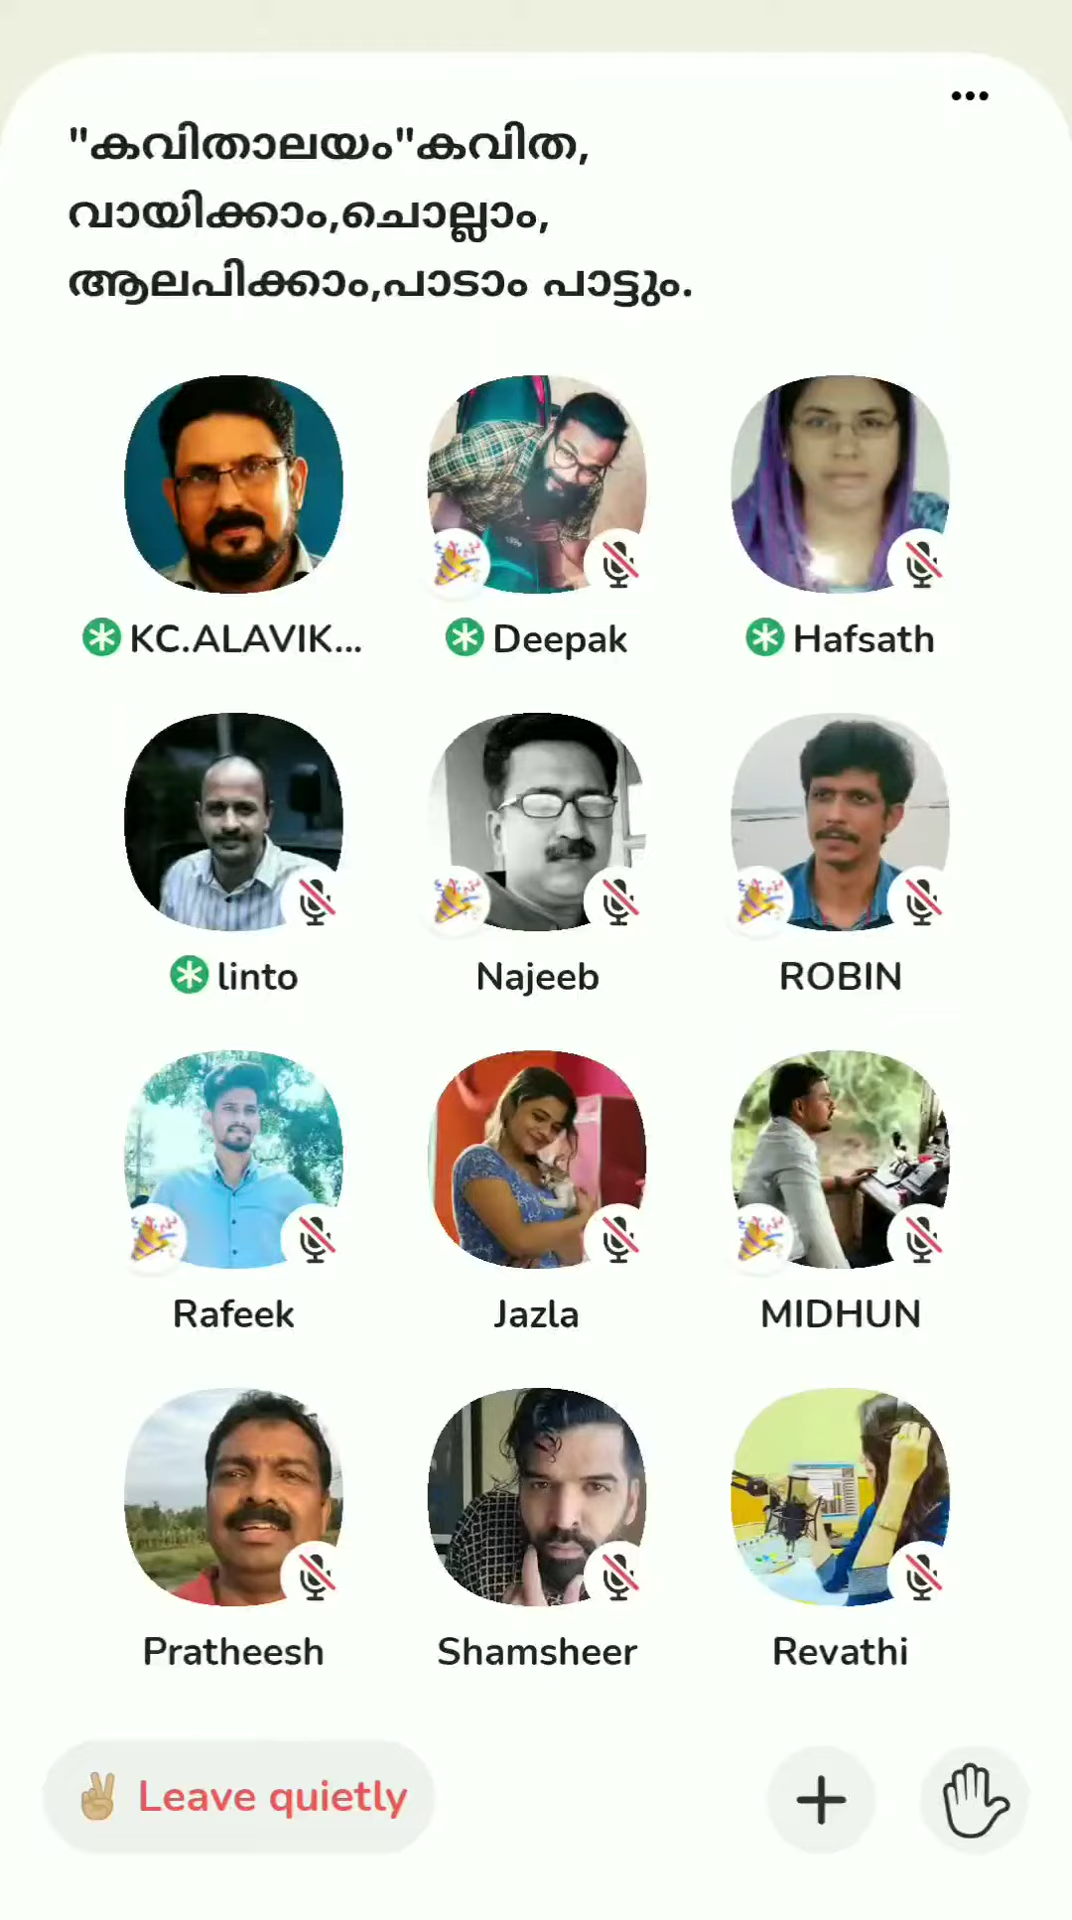 "കവിതാലയം"കവിത,
വായിക്കാം,ചൊല്ലാം,
ആലപിക്കാം,പാടാം പാട്ടും.
KC.ALAVIK...
Deepak
Hafsath
linto
Najeeb
ROBIN
Rafeek
Jazla
MIDHUN
Pratheesh
Shamsheer
Revathi
Leave quietly